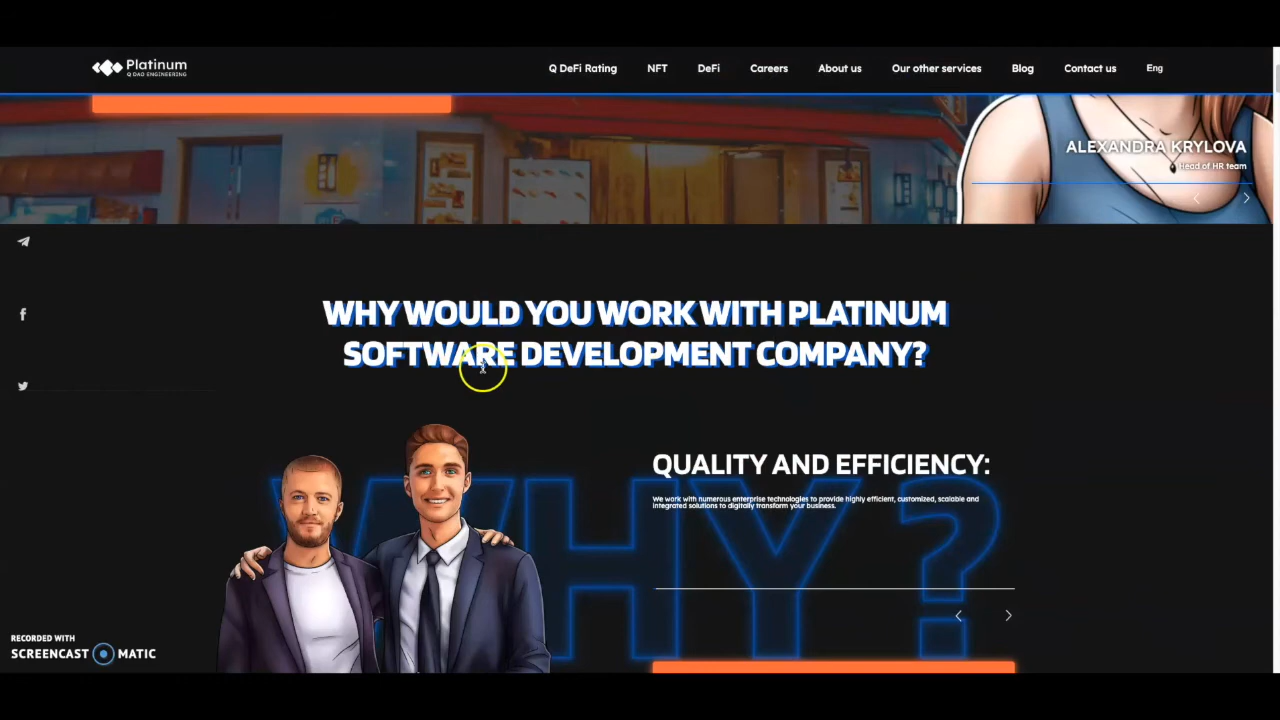 Platinum
Q DAO ENGINEERING
Q DeFi Rating NFT DeFi Careers About us Our other services Blog Contact us Eng
ALEXANDRA KRYLOVA
Head of HR team
WHY WOULD YOU WORK WITH PLATINUM
SOFTWARE DEVELOPMENT COMPANY?
WHY?
QUALITY AND EFFICIENCY:
We work with numerous enterprise technologies to provide highly efficient, customized, scalable and
integrated solutions to digitally transform your business.
RECORDED WITH
SCREENCAST MATIC